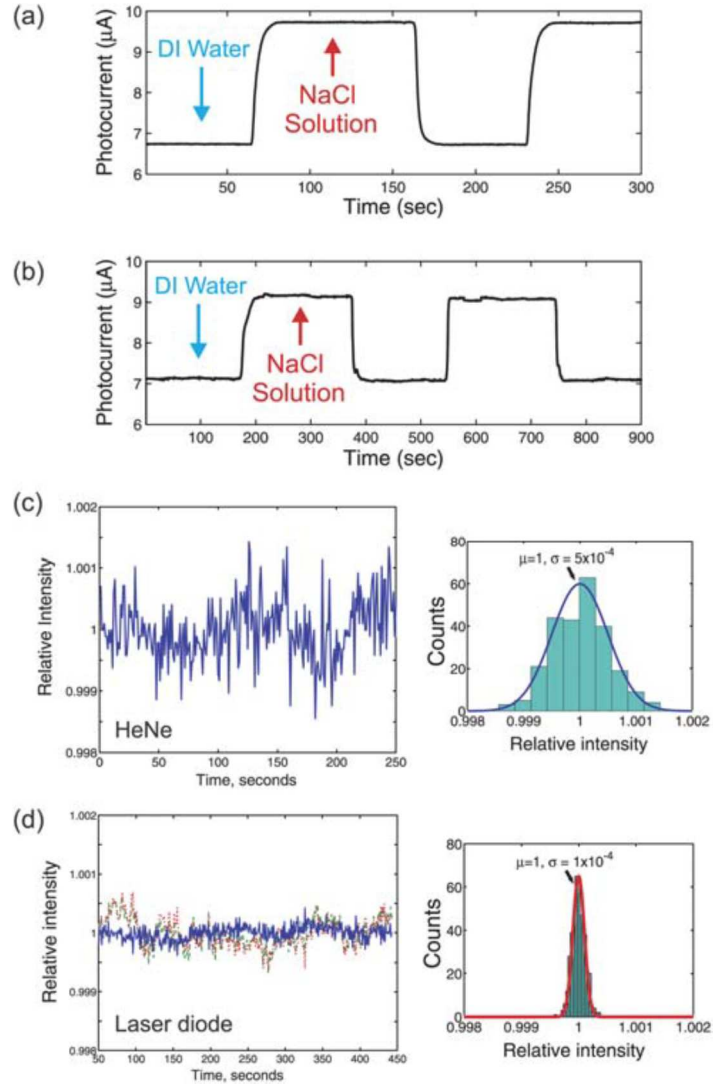 (a)
Photocurrent (μA)
10
9
8
7
6
DI Water
NaCl
Solution
50
100
150
200
250
300
Time (sec)
(b)
Photocurrent (μA)
10
9
8
7
6
DI Water
NaCl
Solution
100
200
300
400
500
600
700
800
900
Time (sec)
(c)
Relative Intensity
1.002
1.001
1
0.999
0.998
HeNe
0
50
100
150
200
250
Time, seconds
Counts
80
60
40
20
0
μ=1, σ = 5x10⁻⁴
0.998
0.999
1
1.001
1.002
Relative intensity
(d)
Relative intensity
1.002
1.001
1
0.999
0.998
Laser diode
50
100
150
200
250
300
350
400
450
Time, seconds
Counts
80
60
40
20
0
μ=1, σ = 1x10⁻⁴
0.998
0.999
1
1.001
1.002
Relative intensity